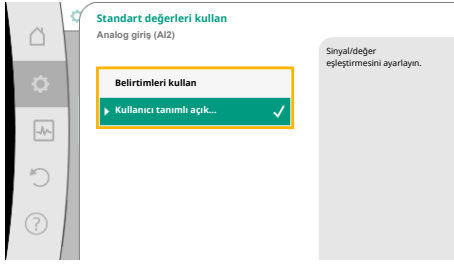 Standart değerleri kullan
Analog giriş (AI2)
Sinyal/değer
eşleştirmesini ayarlayın.
Belirtimleri kullan
Kullanıcı tanımlı açık...
?